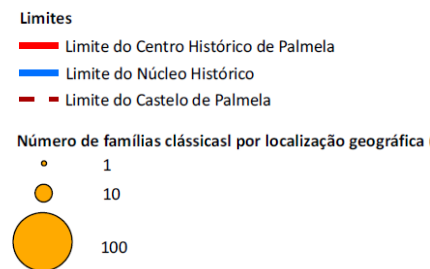 Limites
Limite do Centro Histórico de Palmela
Limite do Núcleo Histórico
Limite do Castelo de Palmela
Número de famílias clássicasl por localização geográfica
1
10
100